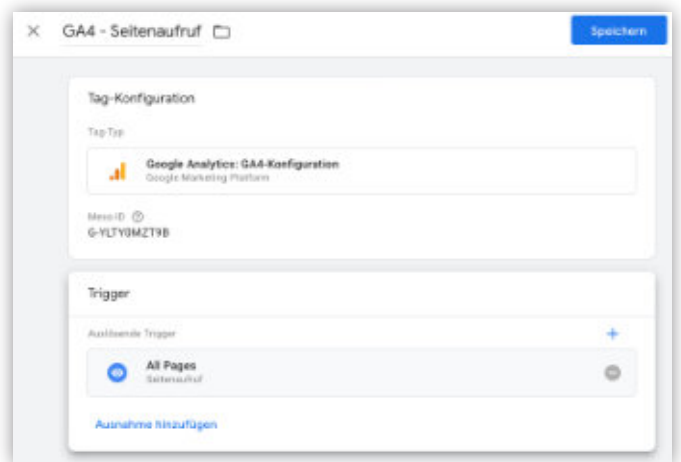 GA4 - Seitenaufruf
Speichern
Tag-Konfiguration
Tag-Typ
Google Analytics: GA4-Konfiguration
Google Marketing Platform
Mess-ID
G-YLTY0MZT9B
Trigger
Auslösende Trigger
All Pages
Seitenaufruf
Ausnahme hinzufügen